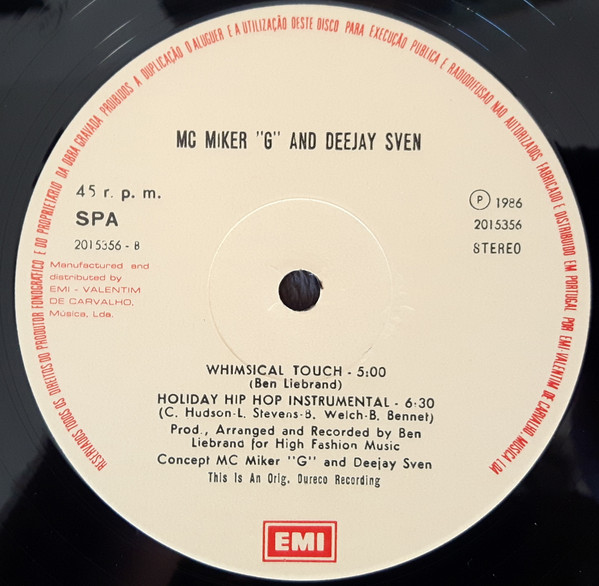 RESERVADOS TODOS OS DIREITOS DO PRODUTOR FONOGRÁFICO E DO PROPRIETÁRIO DA OBRA GRAVADA PROIBIDOS A DUPLICAÇÃO O ALUGUER E A UTILIZAÇÃO DESTE DISCO PARA EXECUÇÃO PUBLICA E RADIODIFUSÃO NAO AUTORIZADOS FABRICADO E DISTRIBUIDO EM PORTUGAL POR EMI-VALENTIM DE CARVALHO, MUSICA LDA
MC MiKER "G" AND DEEJAY SVEN
45 r. p. m.
SPA
2015356 - B
Manufactured and
distributed by
EMI - VALENTIM
DE CARVALHO,
Música, Lda.
Ⓟ 1986
2015356
STEREO
WHIMSICAL TOUCH - 5:00
(Ben Liebrand)
HOLIDAY HIP HOP INSTRUMENTAL - 6:30
(C. Hudson-L. Stevens-B. Welch-B. Bennet)
Prod., Arranged and Recorded by Ben
Liebrand for High Fashion Music
Concept MC Miker "G" and Deejay Sven
This Is An Orig. Dureco Recording
EMI